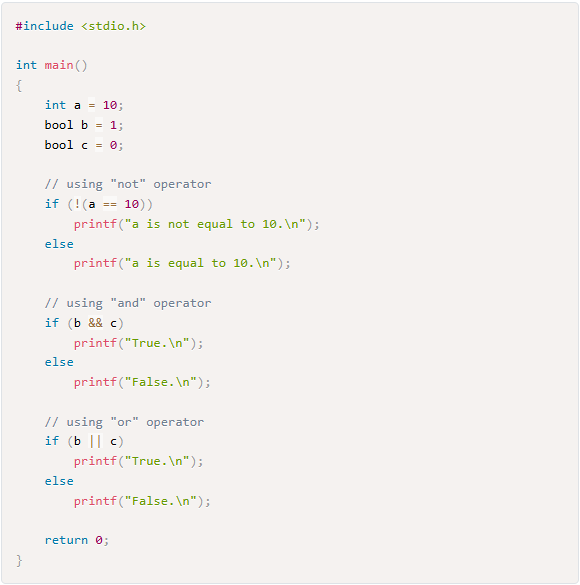 #include <stdio.h>

int main()
{
    int a = 10;
    bool b = 1;
    bool c = 0;

    // using "not" operator
    if (!(a == 10))
        printf("a is not equal to 10.\n");
    else
        printf("a is equal to 10.\n");

    // using "and" operator
    if (b && c)
        printf("True.\n");
    else
        printf("False.\n");

    // using "or" operator
    if (b || c)
        printf("True.\n");
    else
        printf("False.\n");

    return 0;
}